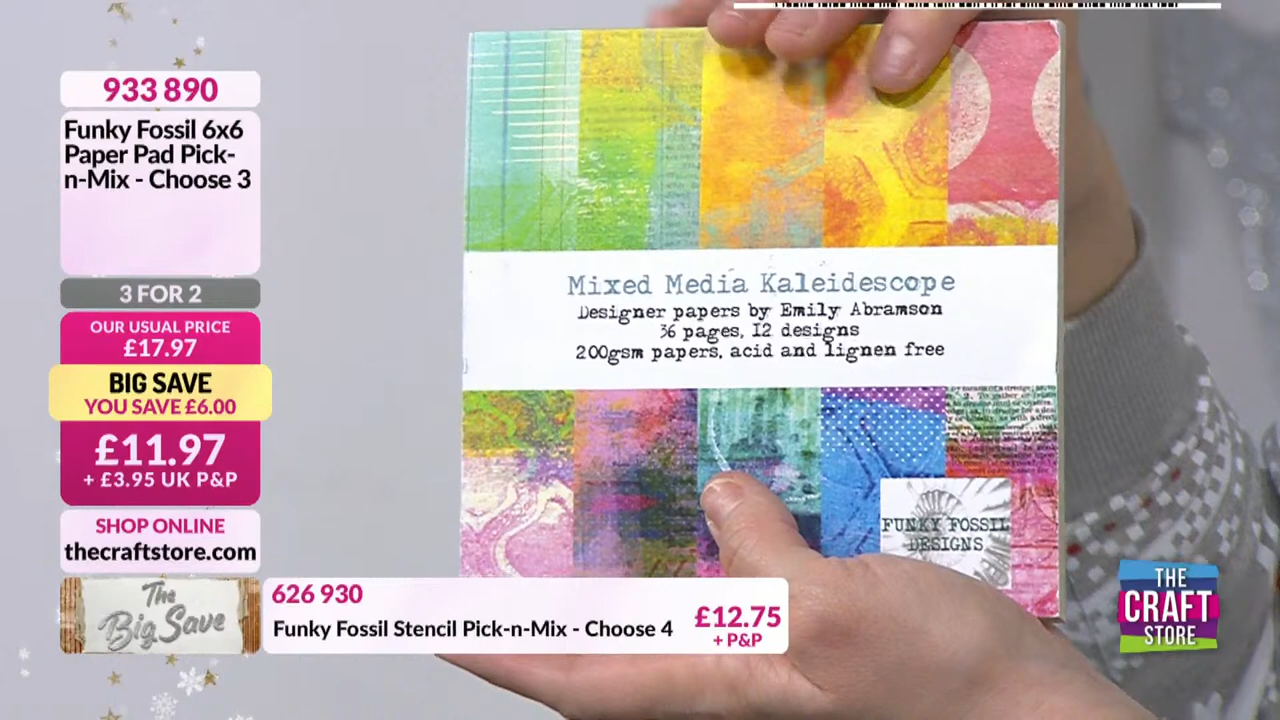 933 890
Funky Fossil 6x6
Paper Pad Pick-
n-Mix - Choose 3
3 FOR 2
OUR USUAL PRICE
£17.97
BIG SAVE
YOU SAVE £6.00
£11.97
+ £3.95 UK P&P
SHOP ONLINE
thecraftstore.com
The
Big Save
626 930
Funky Fossil Stencil Pick-n-Mix - Choose 4
£12.75
+ P&P
Mixed Media Kaleidescope
Designer papers by Emily Abramson
36 pages, 12 designs
200gsm papers, acid and lignen free
FUNKY FOSSIL
DESIGNS
THE
CRAFT
STORE